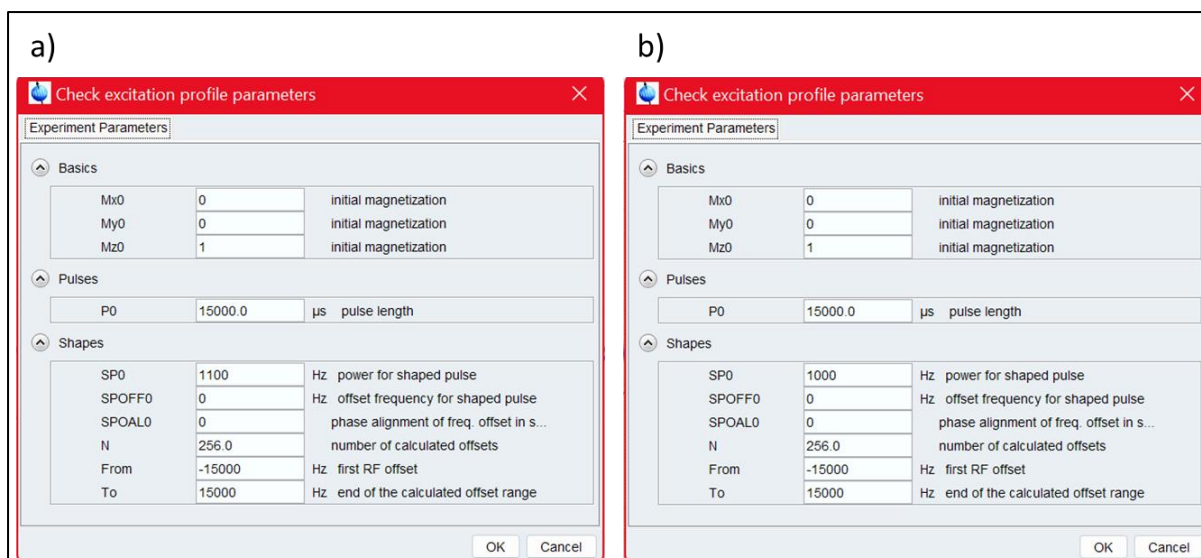 a)
Check excitation profile parameters
Experiment Parameters
Basics
Mx0 0 initial magnetization
My0 0 initial magnetization
Mz0 1 initial magnetization
Pulses
P0 15000.0 µs pulse length
Shapes
SP0 1100 Hz power for shaped pulse
SPOFF0 0 Hz offset frequency for shaped pulse
SPOAL0 0 phase alignment of freq. offset in s...
N 256.0 number of calculated offsets
From -15000 Hz first RF offset
To 15000 Hz end of the calculated offset range
OK Cancel
b)
Check excitation profile parameters
Experiment Parameters
Basics
Mx0 0 initial magnetization
My0 0 initial magnetization
Mz0 1 initial magnetization
Pulses
P0 15000.0 µs pulse length
Shapes
SP0 1000 Hz power for shaped pulse
SPOFF0 0 Hz offset frequency for shaped pulse
SPOAL0 0 phase alignment of freq. offset in s...
N 256.0 number of calculated offsets
From -15000 Hz first RF offset
To 15000 Hz end of the calculated offset range
OK Cancel